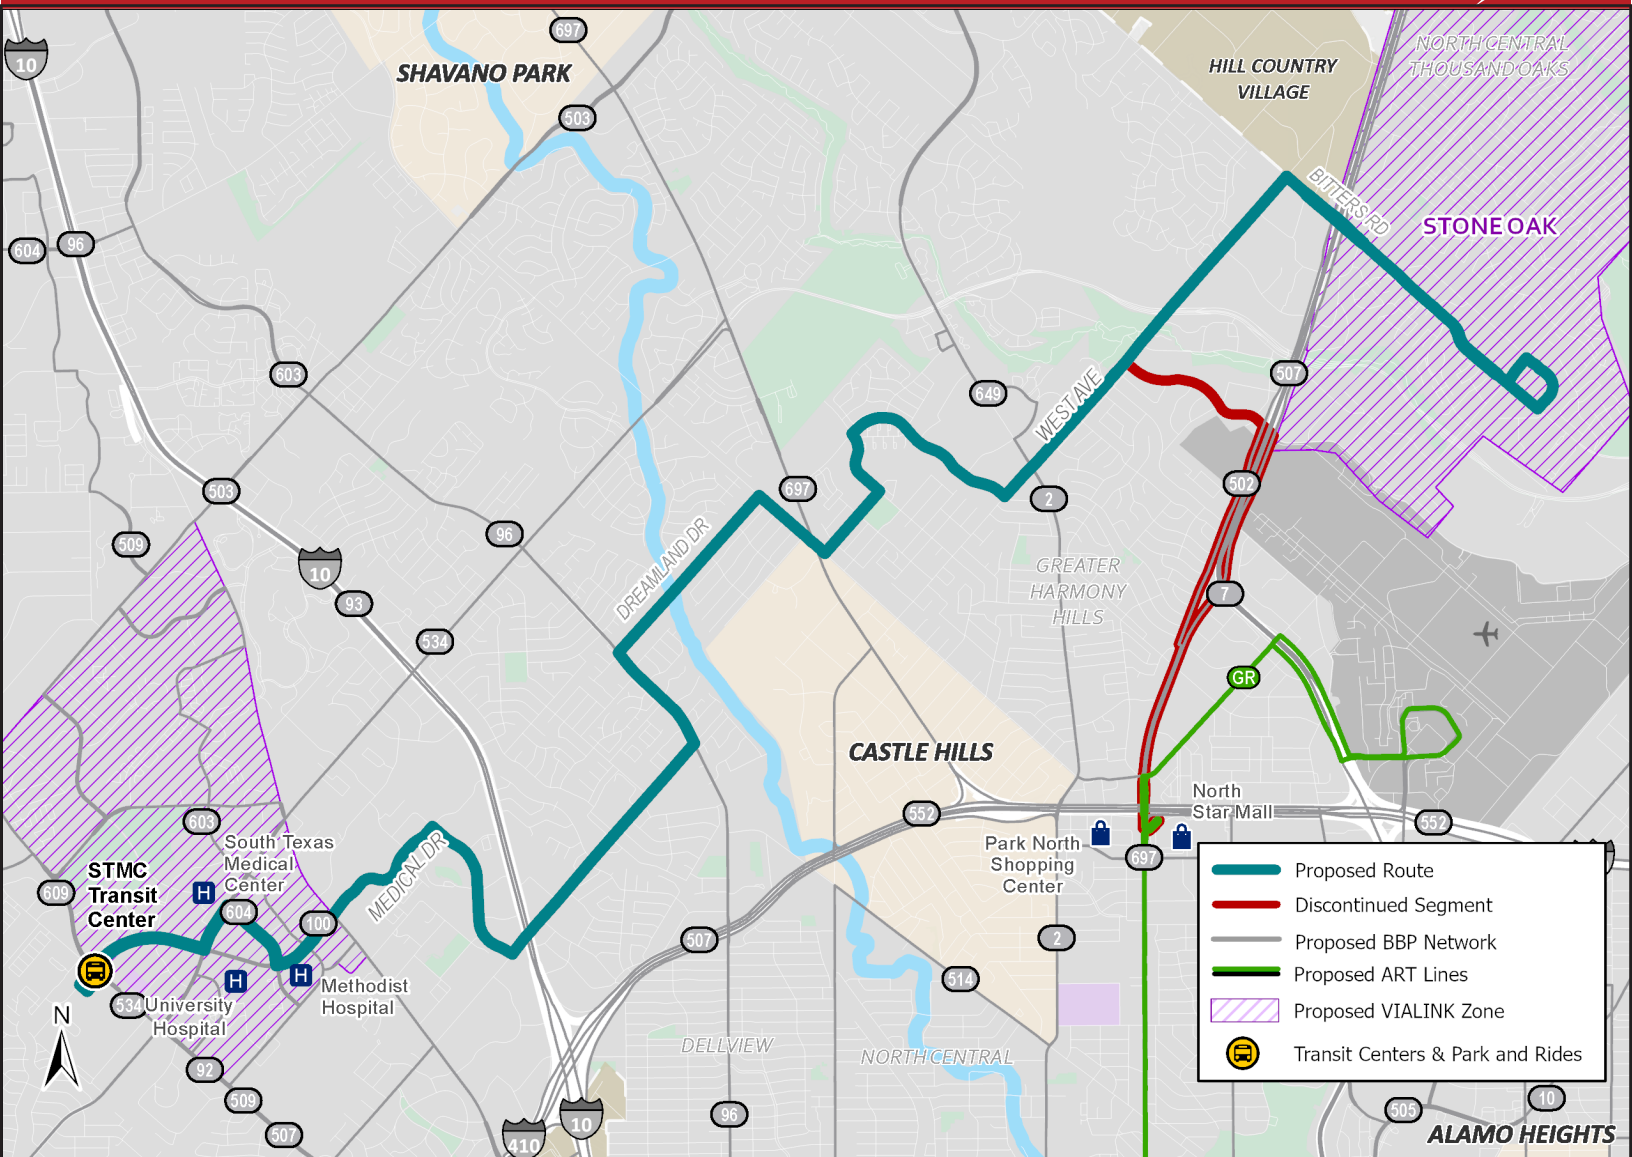 697
10
SHAVANO PARK
HILL COUNTRY
VILLAGE
NORTH CENTRAL
THOUSAND OAKS
503
BITTERS RD
STONE OAK
604
96
603
507
649
WEST AVE
503
697
502
2
96
509
DREAMLAND DR
10
93
534
GREATER
HARMONY
HILLS
7
GR
CASTLE HILLS
North
Star Mall
552
552
603
Park North
Shopping
Center
697
South Texas
Medical
Center
MEDICAL DR
STMC
Transit
Center
609
604
100
507
2
514
Methodist
Hospital
534
University
Hospital
N
DELLVIEW
NORTH CENTRAL
92
509
507
96
410
10
Proposed Route
Discontinued Segment
Proposed BBP Network
Proposed ART Lines
Proposed VIALINK Zone
Transit Centers & Park and Rides
505
10
ALAMO HEIGHTS
H
H
H